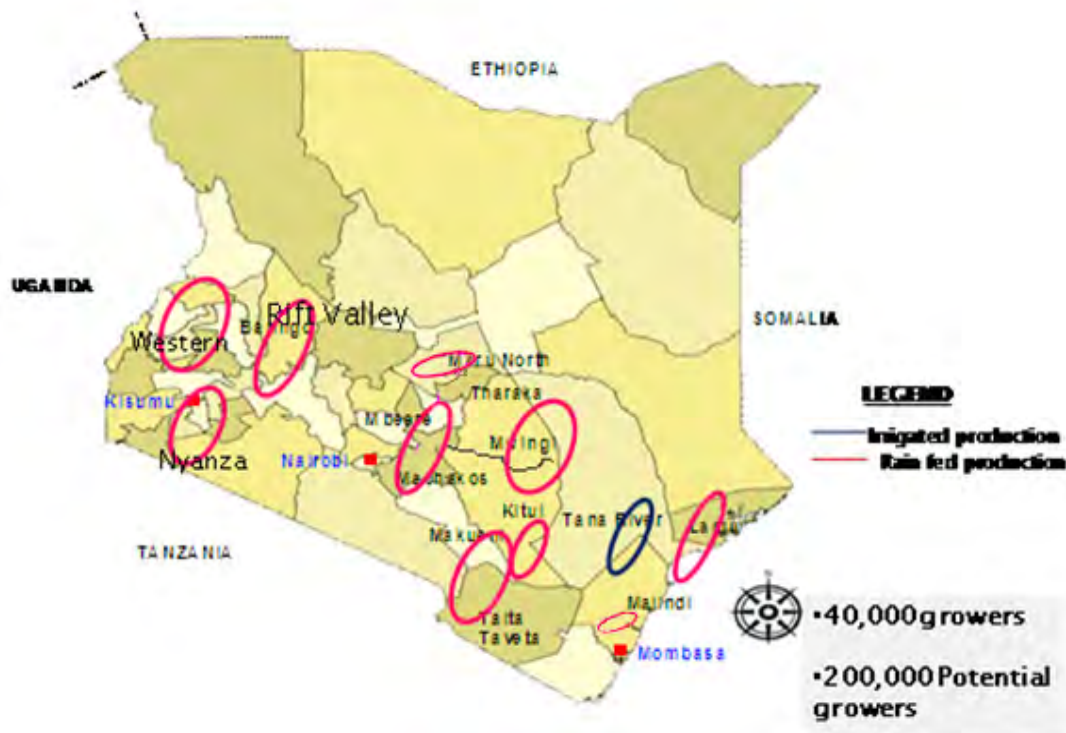 ETHIOPIA
UGANDA
SOMALIA
Rift Valley
Baringo
Western
Meru North
Tharaka
Kisumu
Mbeere
Mwingi
Nyanza
Nairobi
Machakos
Kitui
Tana River
Lamu
Makueni
TANZANIA
Malindi
Taita
Taveta
Mombasa
LEGEND
Irrigated production
Rain fed production
•40,000 growers
•200,000 Potential
growers